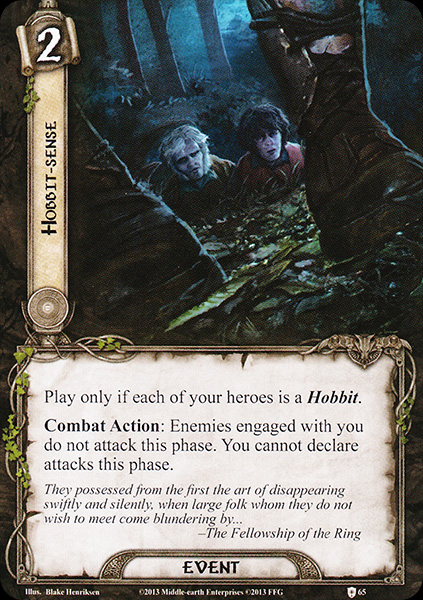 2
HOBBIT-SENSE
Play only if each of your heroes is a Hobbit.
Combat Action: Enemies engaged with you
do not attack this phase. You cannot declare
attacks this phase.
They possessed from the first the art of disappearing
swiftly and silently, when large folk whom they do not
wish to meet come blundering by...
–The Fellowship of the Ring
EVENT
Illus. Blake Henriksen
©2013 Middle-earth Enterprises ©2013 FFG
65